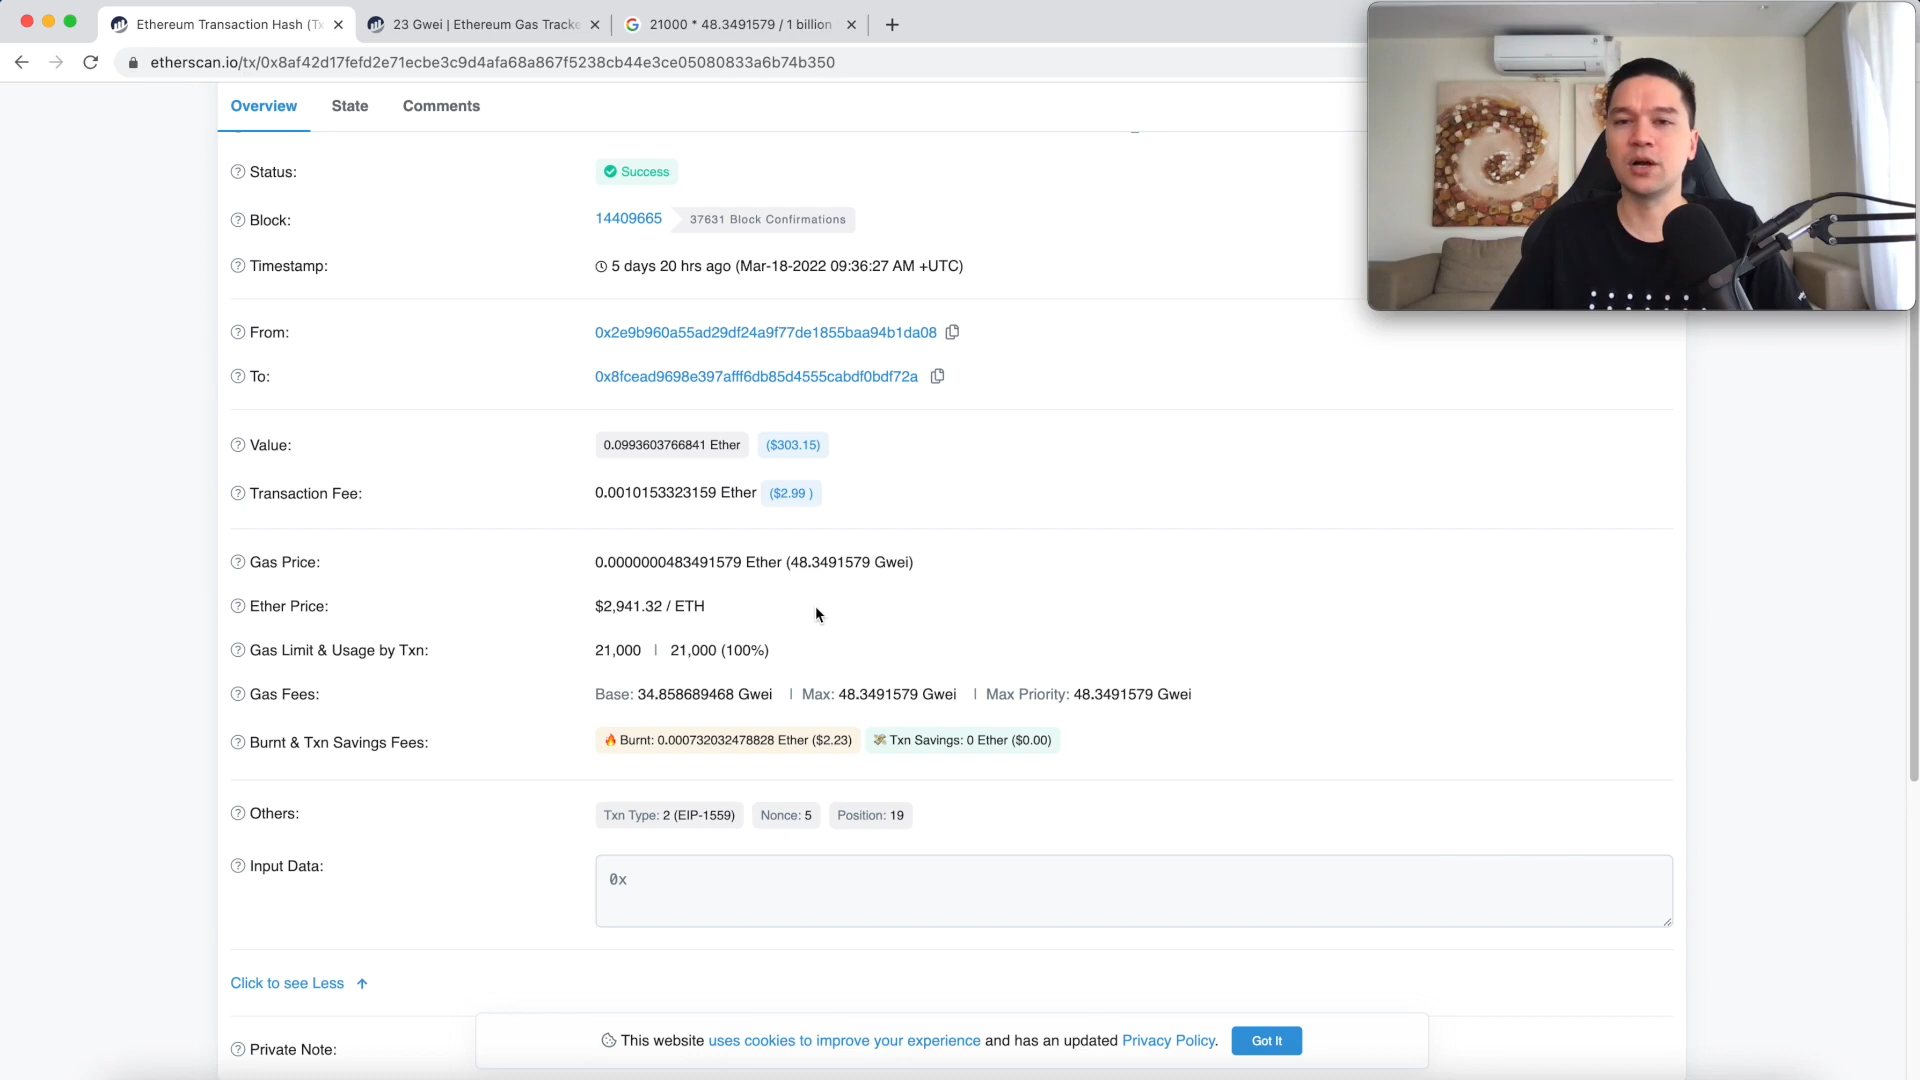 Ethereum Transaction Hash (Tx
23 Gwei | Ethereum Gas Tracke
21000 * 48.3491579 / 1 billion
etherscan.io/tx/0x8af42d17fefd2e71ecbe3c9d4afa68a867f5238cb44e3ce05080833a6b74b350
Overview State Comments
Status: Success
Block: 14409665 37631 Block Confirmations
Timestamp: 5 days 20 hrs ago (Mar-18-2022 09:36:27 AM +UTC)
From: 0x2e9b960a55ad29df24a9f77de1855baa94b1da08
To: 0x8fcead9698e397afff6db85d4555cabdf0bdf72a
Value: 0.0993603766841 Ether ($303.15)
Transaction Fee: 0.0010153323159 Ether ($2.99 )
Gas Price: 0.0000000483491579 Ether (48.3491579 Gwei)
Ether Price: $2,941.32 / ETH
Gas Limit & Usage by Txn: 21,000 | 21,000 (100%)
Gas Fees: Base: 34.858689468 Gwei | Max: 48.3491579 Gwei | Max Priority: 48.3491579 Gwei
Burnt & Txn Savings Fees: 🔥 Burnt: 0.000732032478828 Ether ($2.23) 💸 Txn Savings: 0 Ether ($0.00)
Others: Txn Type: 2 (EIP-1559) Nonce: 5 Position: 19
Input Data: 0x
Click to see Less ↑
Private Note:
This website uses cookies to improve your experience and has an updated Privacy Policy. Got It